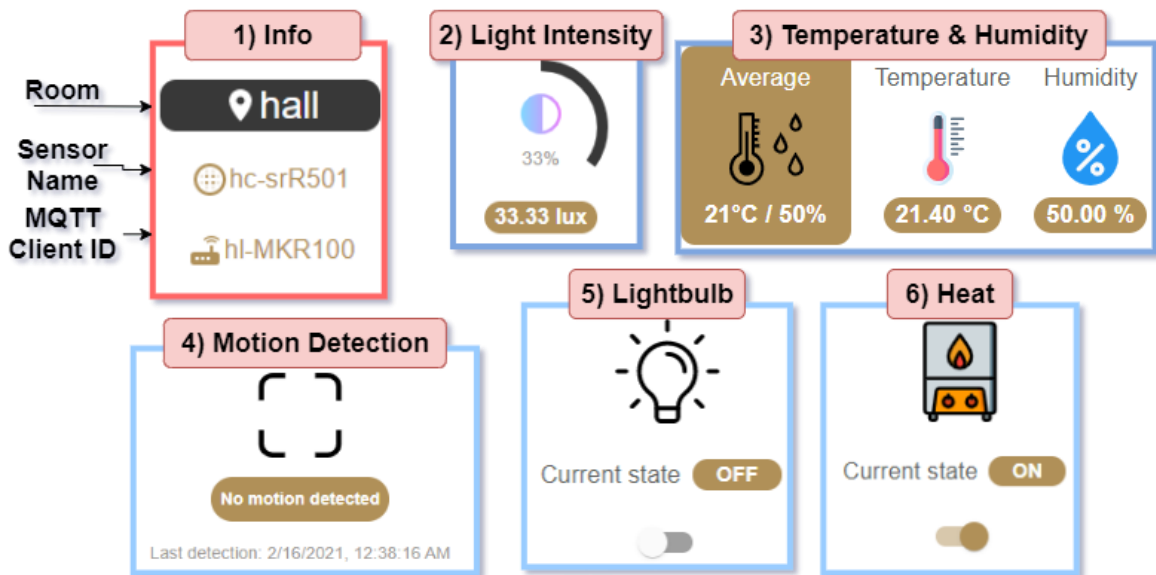 1) Info
Room
hall
Sensor
Name
hc-srR501
MQTT
Client ID
hl-MKR100
2) Light Intensity
33%
33.33 lux
3) Temperature & Humidity
Average
Temperature
Humidity
%
21°C / 50%
21.40 °C
50.00 %
4) Motion Detection
No motion detected
Last detection: 2/16/2021, 12:38:16 AM
5) Lightbulb
Current state OFF
6) Heat
Current state ON